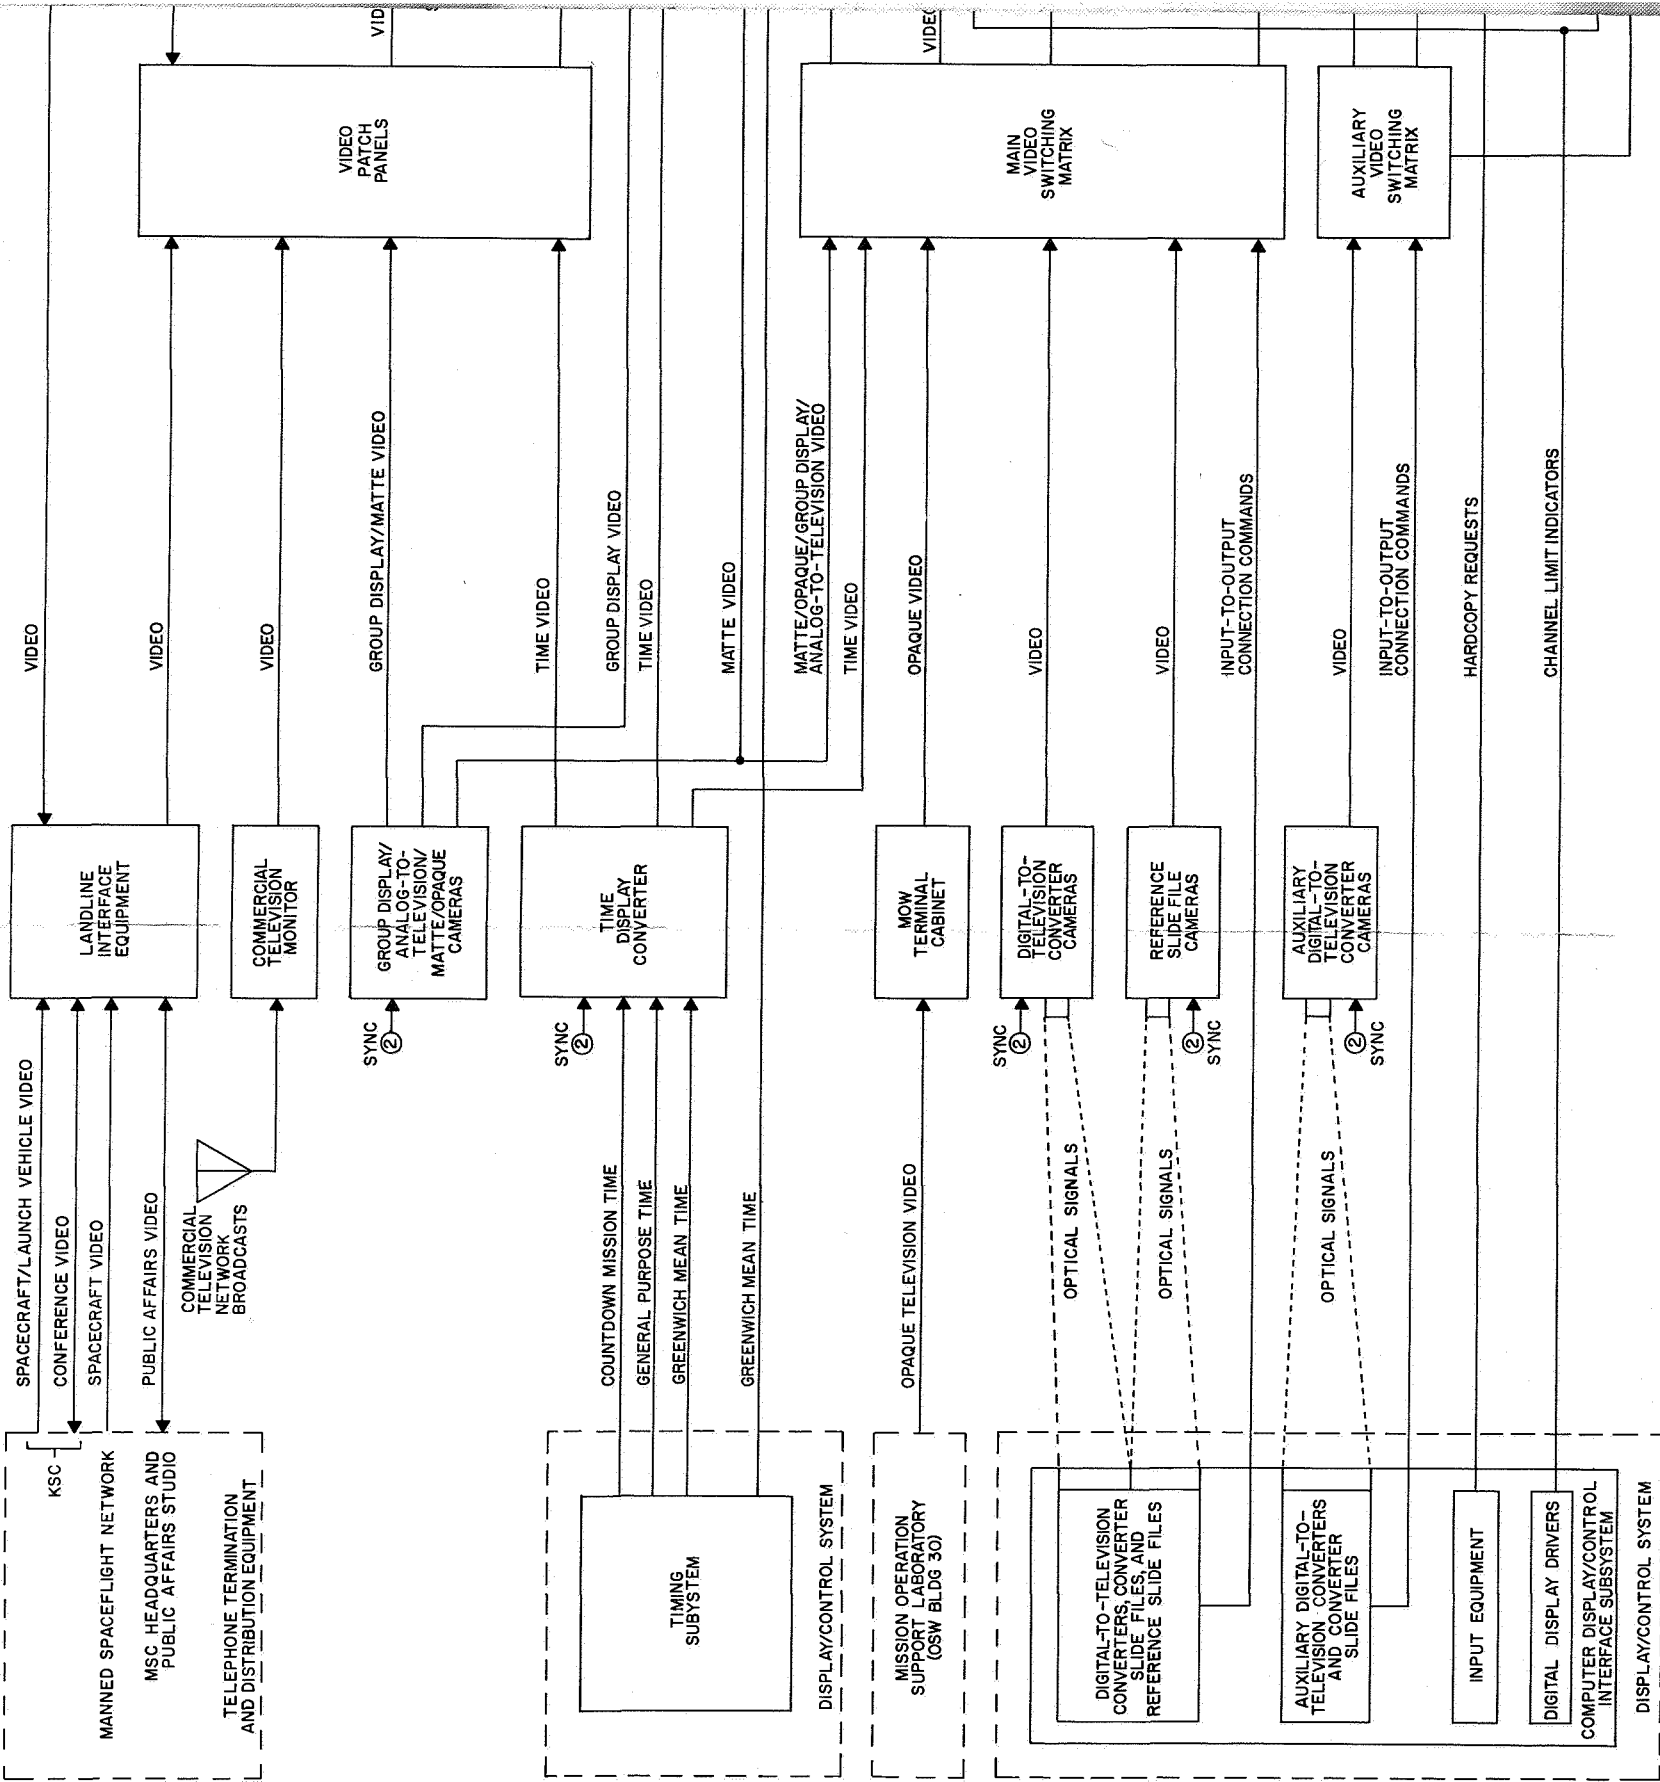 KSC
MANNED SPACEFLIGHT NETWORK
MSC HEADQUARTERS AND
PUBLIC AFFAIRS STUDIO
TELEPHONE TERMINATION
AND DISTRIBUTION EQUIPMENT
SPACECRAFT/LAUNCH VEHICLE VIDEO
CONFERENCE VIDEO
SPACECRAFT VIDEO
PUBLIC AFFAIRS VIDEO
COMMERCIAL
TELEVISION
NETWORK
BROADCASTS
LANDLINE
INTERFACE
EQUIPMENT
COMMERCIAL
TELEVISION
MONITOR
SYNC
2
GROUP DISPLAY/
ANALOG-TO-
TELEVISION/
MATTE/OPAQUE
CAMERAS
VIDEO
VIDEO
VIDEO
GROUP DISPLAY/MATTE VIDEO
VIDEO
PATCH
PANELS
VID
TIMING
SUBYSTEM
DISPLAY/CONTROL SYSTEM
COUNTDOWN MISSION TIME
GENERAL PURPOSE TIME
GREENWICH MEAN TIME
GREENWICH MEAN TIME
SYNC
2
TIME
DISPLAY
CONVERTER
TIME VIDEO
GROUP DISPLAY VIDEO
TIME VIDEO
MATTE VIDEO
MATTE/OPAQUE/GROUP DISPLAY/
ANALOG-TO-TELEVISION VIDEO
TIME VIDEO
MISSION OPERATION
SUPPORT LABORATORY
(OSW BLDG 30)
OPAQUE TELEVISION VIDEO
MOW
TERMINAL
CABINET
OPAQUE VIDEO
MAIN
VIDEO
SWITCHING
MATRIX
VIDEO
DIGITAL-TO-TELEVISION
CONVERTERS, CONVERTER
SLIDE FILES, AND
REFERENCE SLIDE FILES
OPTICAL SIGNALS
OPTICAL SIGNALS
SYNC
2
DIGITAL-TO-
TELEVISION
CONVERTER
CAMERAS
VIDEO
REFERENCE
SLIDE FILE
CAMERAS
2
SYNC
VIDEO
INPUT-TO-OUTPUT
CONNECTION COMMANDS
AUXILIARY DIGITAL-TO-
TELEVISION CONVERTERS
AND CONVERTER
SLIDE FILES
OPTICAL SIGNALS
AUXILIARY
DIGITAL-TO-
TELEVISION
CONVERTER
CAMERAS
2
SYNC
VIDEO
INPUT-TO-OUTPUT
CONNECTION COMMANDS
AUXILIARY
VIDEO
SWITCHING
MATRIX
INPUT EQUIPMENT
HARDCOPY REQUESTS
DIGITAL DISPLAY DRIVERS
CHANNEL LIMIT INDICATORS
COMPUTER DISPLAY/CONTROL
INTERFACE SUBSYSTEM
DISPLAY/CONTROL SYSTEM